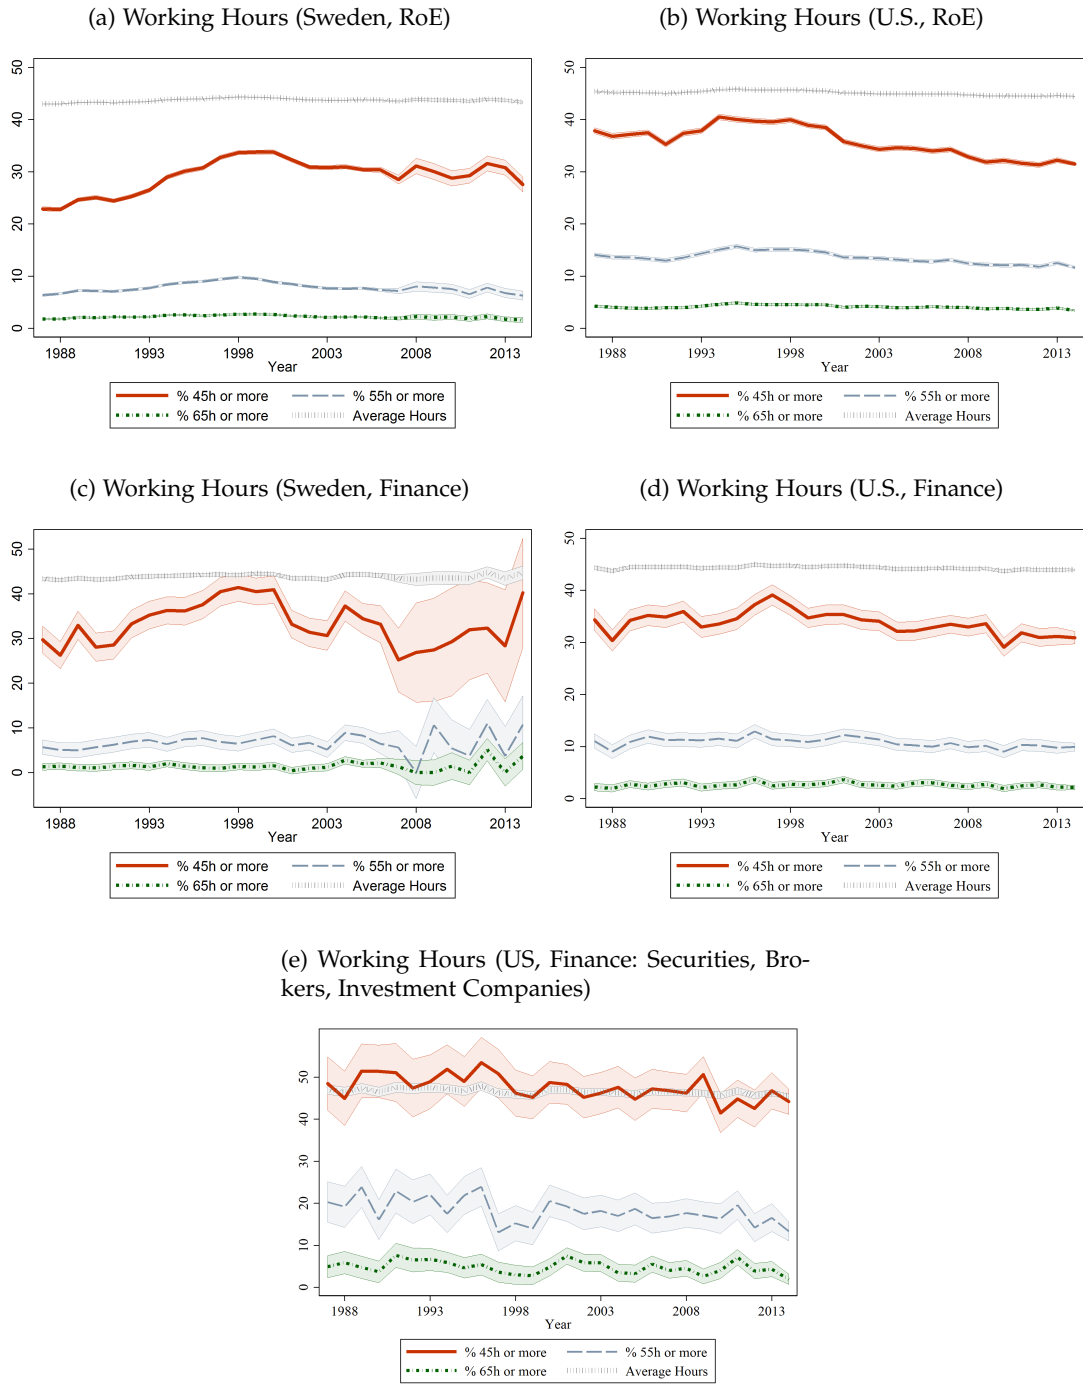 (a) Working Hours (Sweden, RoE)
(b) Working Hours (U.S., RoE)
50
40
30
20
10
0
1988 1993 1998 2003 2008 2013
Year
% 45h or more % 55h or more
% 65h or more Average Hours
50
40
30
20
10
0
1988 1993 1998 2003 2008 2013
Year
% 45h or more % 55h or more
% 65h or more Average Hours
(c) Working Hours (Sweden, Finance)
(d) Working Hours (U.S., Finance)
50
40
30
20
10
0
1988 1993 1998 2003 2008 2013
Year
% 45h or more % 55h or more
% 65h or more Average Hours
50
40
30
20
10
0
1988 1993 1998 2003 2008 2013
Year
% 45h or more % 55h or more
% 65h or more Average Hours
(e) Working Hours (US, Finance: Securities, Bro-
kers, Investment Companies)
50
40
30
20
10
0
1988 1993 1998 2003 2008 2013
Year
% 45h or more % 55h or more
% 65h or more Average Hours